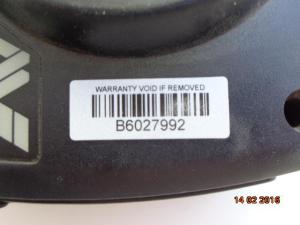 WARRANTY VOID IF REMOVED
B6027992
14 02 2016